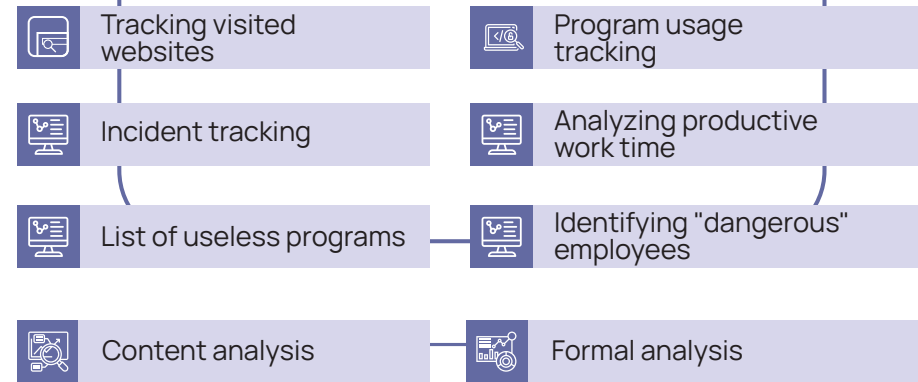 Tracking visited
websites
Program usage
tracking
Incident tracking
Analyzing productive
work time
List of useless programs
Identifying "dangerous"
employees
Content analysis
Formal analysis